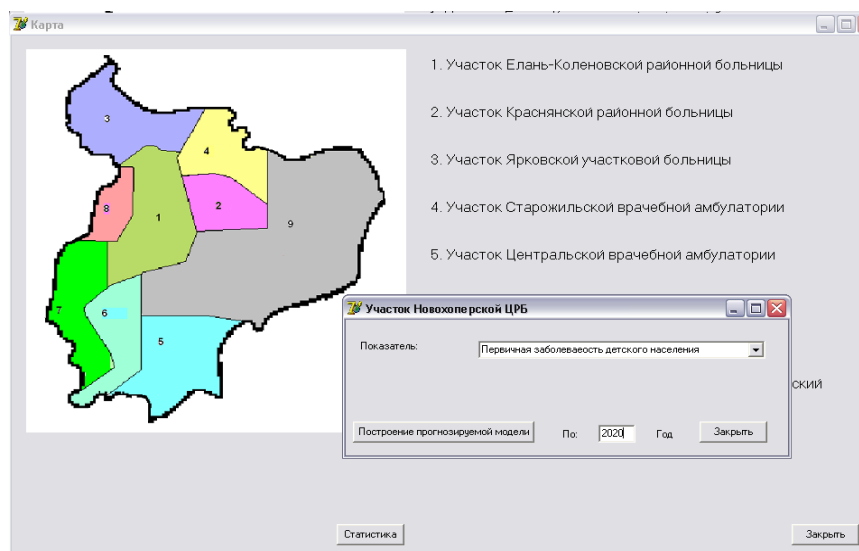 Карта
1. Участок Елань-Коленовской районной больницы
2. Участок Краснянской районной больницы
3. Участок Ярковской участковой больницы
4. Участок Старожильской врачебной амбулатории
5. Участок Центральской врачебной амбулатории
3
4
8
1
2
9
7
6
5
Участок Новохоперской ЦРБ
Показатель:
Первичная заболеваеость детского населения
ский
Построение прогнозируемой модели
По:
2020
Год
Закрыть
Статистика
Закрыть